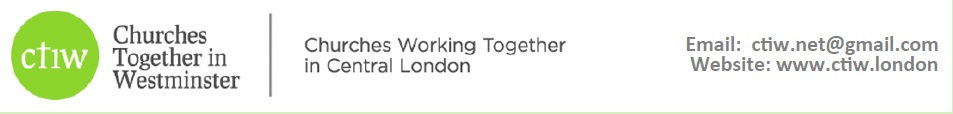 ctiw
Churches
Together in
Westminster
Churches Working Together
in Central London
Email: ctiw.net@gmail.com
Website: www.ctiw.london